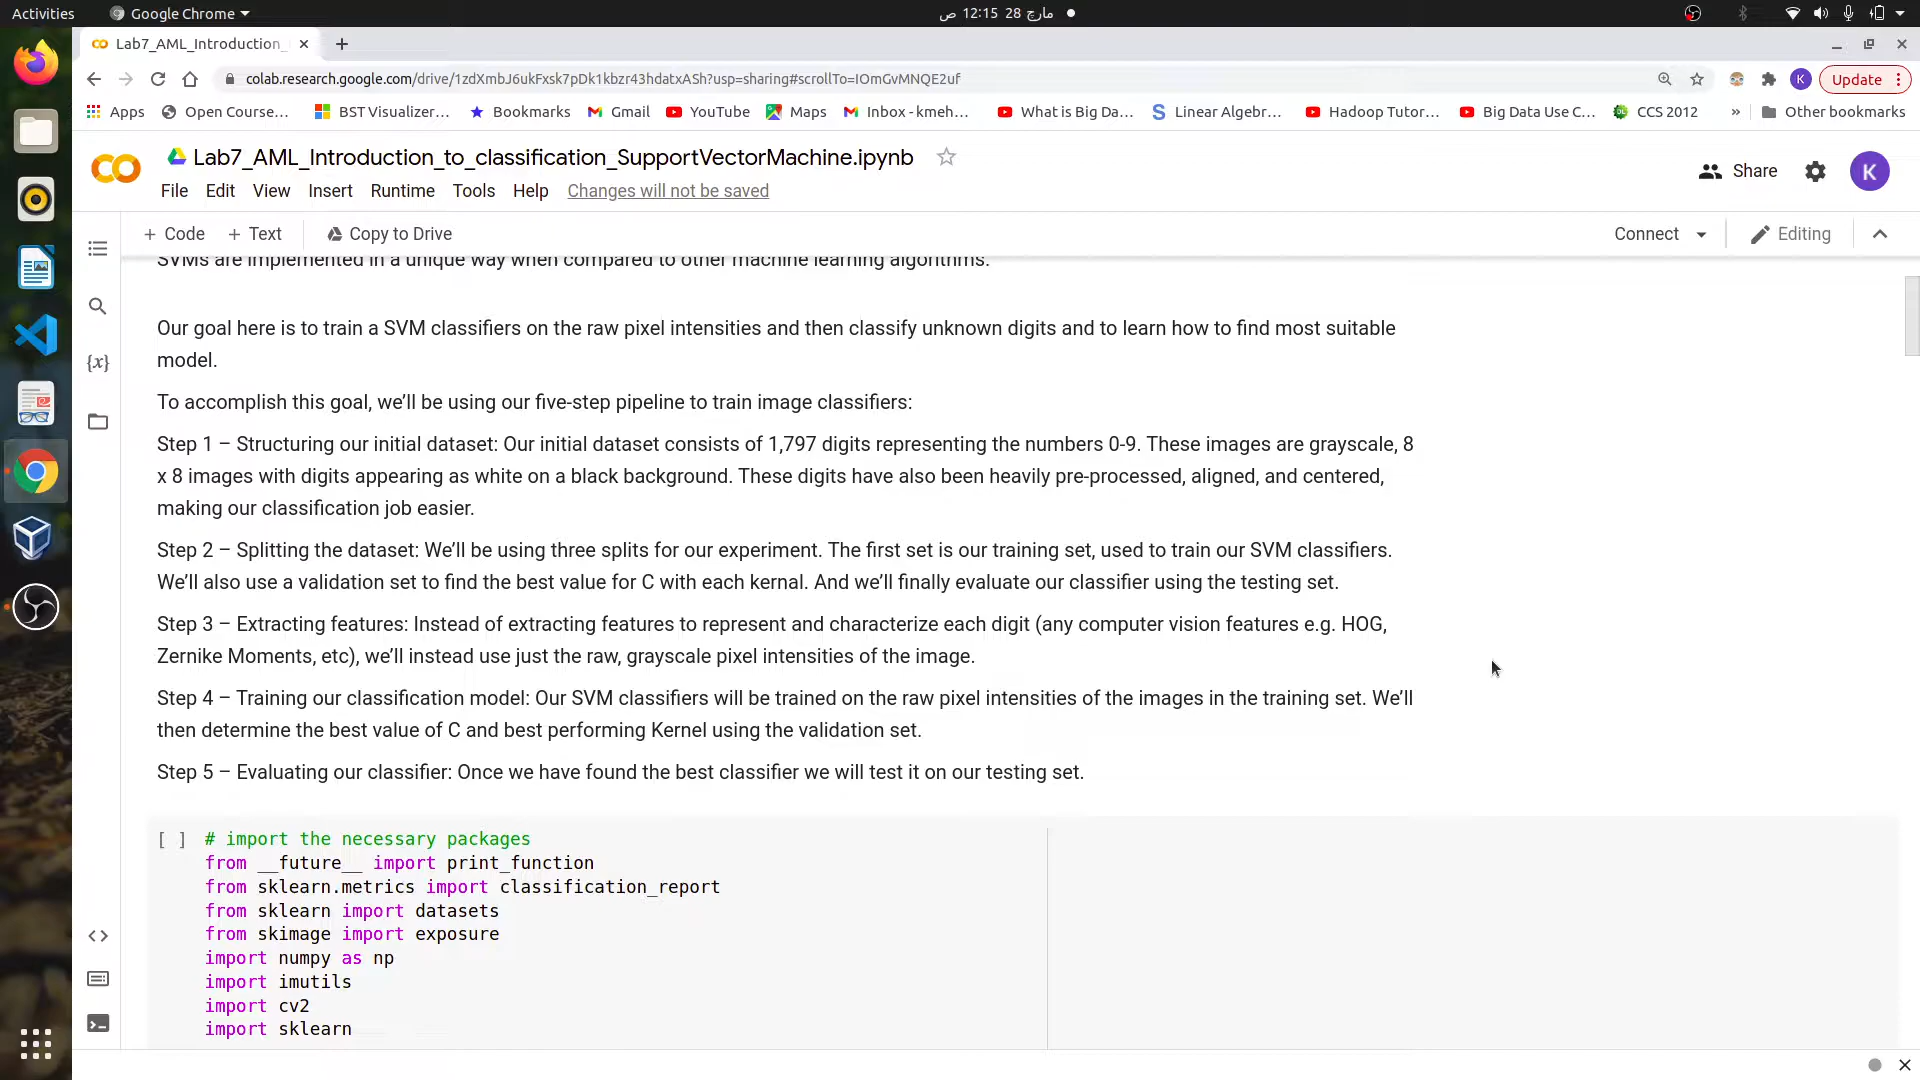 Activities
Google Chrome
مارچ 28 12:15 ص
Lab7_AML_Introduction_
colab.research.google.com/drive/1zdXmbJ6ukFxsk7pDk1kbzr43hdatxASh?usp=sharing#scrollTo=IOmGvMNQE2uf
K
Update
Apps
Open Course...
BST Visualizer...
Bookmarks
Gmail
YouTube
Maps
Inbox - kmeh...
What is Big Da...
Linear Algebr...
Hadoop Tutor...
Big Data Use C...
CCS 2012
»
Other bookmarks
Lab7_AML_Introduction_to_classification_SupportVectorMachine.ipynb
File Edit View Insert Runtime Tools Help Changes will not be saved
Share
K
+ Code
+ Text
Copy to Drive
Connect
Editing
SVMs are implemented in a unique way when compared to other machine learning algorithms.
Our goal here is to train a SVM classifiers on the raw pixel intensities and then classify unknown digits and to learn how to find most suitable
model.
To accomplish this goal, we’ll be using our five-step pipeline to train image classifiers:
Step 1 – Structuring our initial dataset: Our initial dataset consists of 1,797 digits representing the numbers 0-9. These images are grayscale, 8
x 8 images with digits appearing as white on a black background. These digits have also been heavily pre-processed, aligned, and centered,
making our classification job easier.
Step 2 – Splitting the dataset: We’ll be using three splits for our experiment. The first set is our training set, used to train our SVM classifiers.
We’ll also use a validation set to find the best value for C with each kernal. And we’ll finally evaluate our classifier using the testing set.
Step 3 – Extracting features: Instead of extracting features to represent and characterize each digit (any computer vision features e.g. HOG,
Zernike Moments, etc), we’ll instead use just the raw, grayscale pixel intensities of the image.
Step 4 – Training our classification model: Our SVM classifiers will be trained on the raw pixel intensities of the images in the training set. We’ll
then determine the best value of C and best performing Kernel using the validation set.
Step 5 – Evaluating our classifier: Once we have found the best classifier we will test it on our testing set.
[ ] # import the necessary packages
from __future__ import print_function
from sklearn.metrics import classification_report
from sklearn import datasets
from skimage import exposure
import numpy as np
import imutils
import cv2
import sklearn